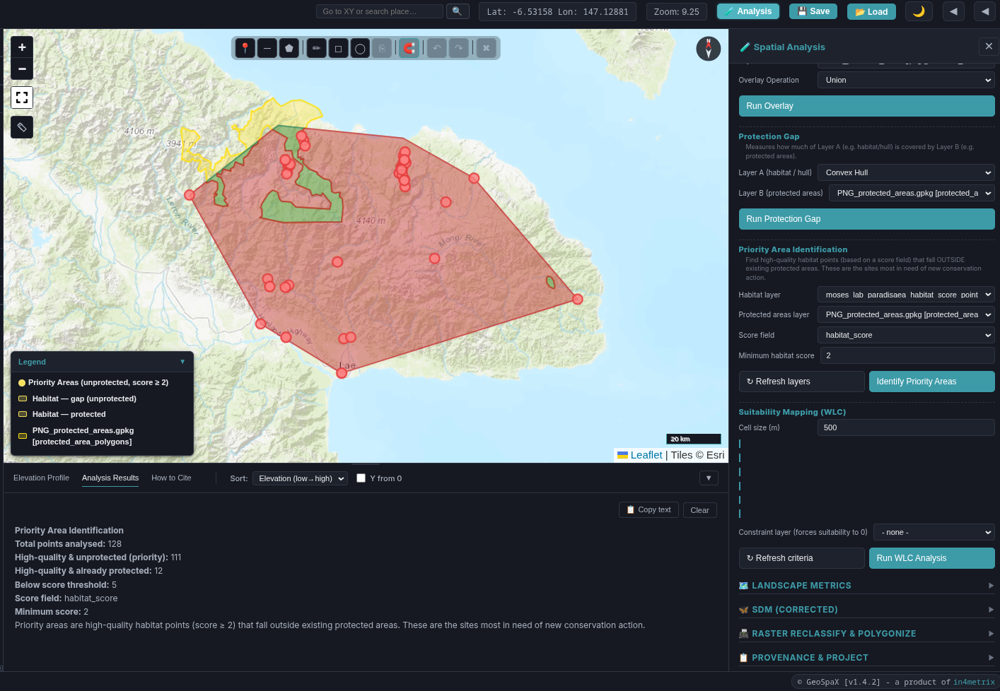 Go to XY or search place…
Lat: -6.53158 Lon: 147.12881
Zoom: 9.25
Analysis
Save
Load
+
−
N
4106 m
3941 m
4140 m
Leron River
Mongi River
Highway
Lae
Legend
Priority Areas (unprotected, score ≥ 2)
Habitat — gap (unprotected)
Habitat — protected
PNG_protected_areas.gpkg
[protected_area_polygons]
20 km
Leaflet | Tiles © Esri
Spatial Analysis
Overlay Operation Union
Run Overlay
Protection Gap
Measures how much of Layer A (e.g. habitat/hull) is covered by Layer B (e.g.
protected areas).
Layer A (habitat / hull) Convex Hull
Layer B (protected areas) PNG_protected_areas.gpkg [protected_a
Run Protection Gap
Priority Area Identification
Find high-quality habitat points (based on a score field) that fall OUTSIDE
existing protected areas. These are the sites most in need of new conservation
action.
Habitat layer moses_lab_paradisaea_habitat_score_point
Protected areas layer PNG_protected_areas.gpkg [protected_area
Score field habitat_score
Minimum habitat score 2
↻ Refresh layers Identify Priority Areas
Suitability Mapping (WLC)
Cell size (m) 500
Constraint layer (forces suitability to 0) - none -
↻ Refresh criteria Run WLC Analysis
LANDSCAPE METRICS
SDM (CORRECTED)
RASTER RECLASSIFY & POLYGONIZE
PROVENANCE & PROJECT
Elevation Profile Analysis Results How to Cite Sort: Elevation (low→high) Y from 0
Copy text Clear
Priority Area Identification
Total points analysed: 128
High-quality & unprotected (priority): 111
High-quality & already protected: 12
Below score threshold: 5
Score field: habitat_score
Minimum score: 2
Priority areas are high-quality habitat points (score ≥ 2) that fall outside existing protected areas. These are the sites most in need of new conservation action.
© GeoSpaX [v1.4.2] - a product of in4metrix